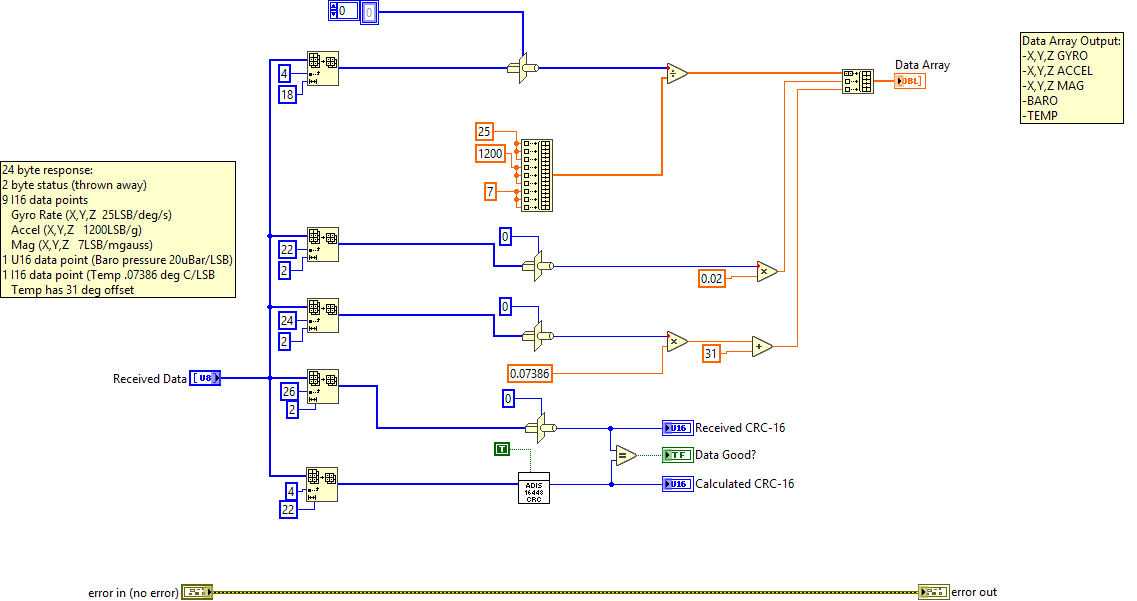 0
0
Data Array Output:
-X,Y,Z GYRO
-X,Y,Z ACCEL
-X,Y,Z MAG
-BARO
-TEMP
4
18
Data Array
DBL]
25
1200
7
24 byte response:
2 byte status (thrown away)
9 I16 data points
Gyro Rate (X,Y,Z 25LSB/deg/s)
Accel (X,Y,Z 1200LSB/g)
Mag (X,Y,Z 7LSB/mgauss)
1 U16 data point (Baro pressure 20uBar/LSB)
1 I16 data point (Temp .07386 deg C/LSB
Temp has 31 deg offset
22
2
0
0.02
×
÷
24
2
0
×
31
+
0.07386
Received Data
[U8]
26
2
0
U16
Received CRC-16
T
=
TF
Data Good?
4
22
ADIS
16448
CRC
U16
Calculated CRC-16
error in (no error)
error out